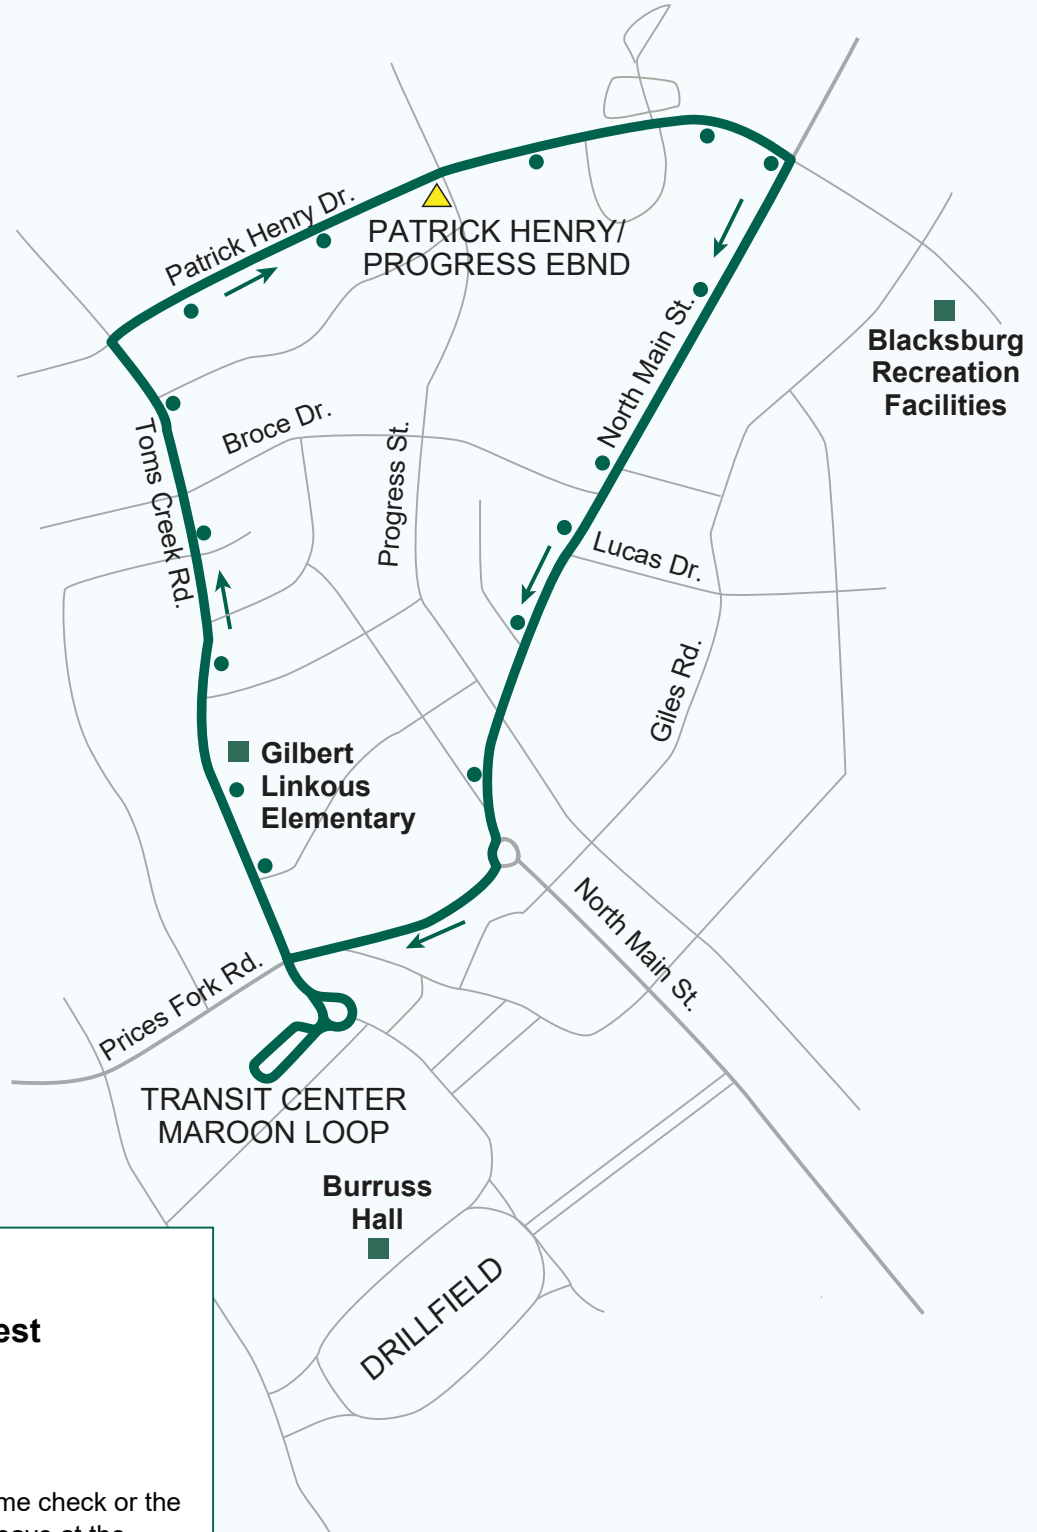 Patrick Henry Dr.
PATRICK HENRY/
PROGRESS EBND
North Main St.
Blacksburg
Recreation
Facilities
Broce Dr.
Toms Creek Rd.
Progress St.
Lucas Dr.
Giles Rd.
Gilbert
Linkous
Elementary
North Main St.
Prices Fork Rd.
TRANSIT CENTER
MAROON LOOP
Burruss
Hall
DRILLFIELD
est
me check or the